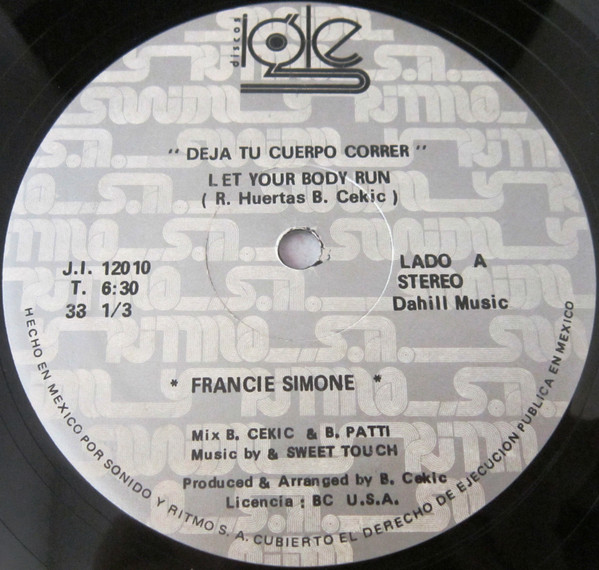 discos
" DEJA TU CUERPO CORRER "
LET YOUR BODY RUN
( R. Huertas B. Cekic )
J.I. 12010
T. 6:30
33 1/3
LADO A
STEREO
Dahill Music
* FRANCIE SIMONE *
Mix B. CEKIC & B. PATTI
Music by & SWEET TOUCH
Produced & Arranged by B. Cekic
Licencia : BC U.S.A.
HECHO EN MEXICO POR SONIDO Y RITMO S. A. CUBIERTO EL DERECHO DE EJECUCION PUBLICA EN MEXICO
SONIDO Y RITMO S.A.